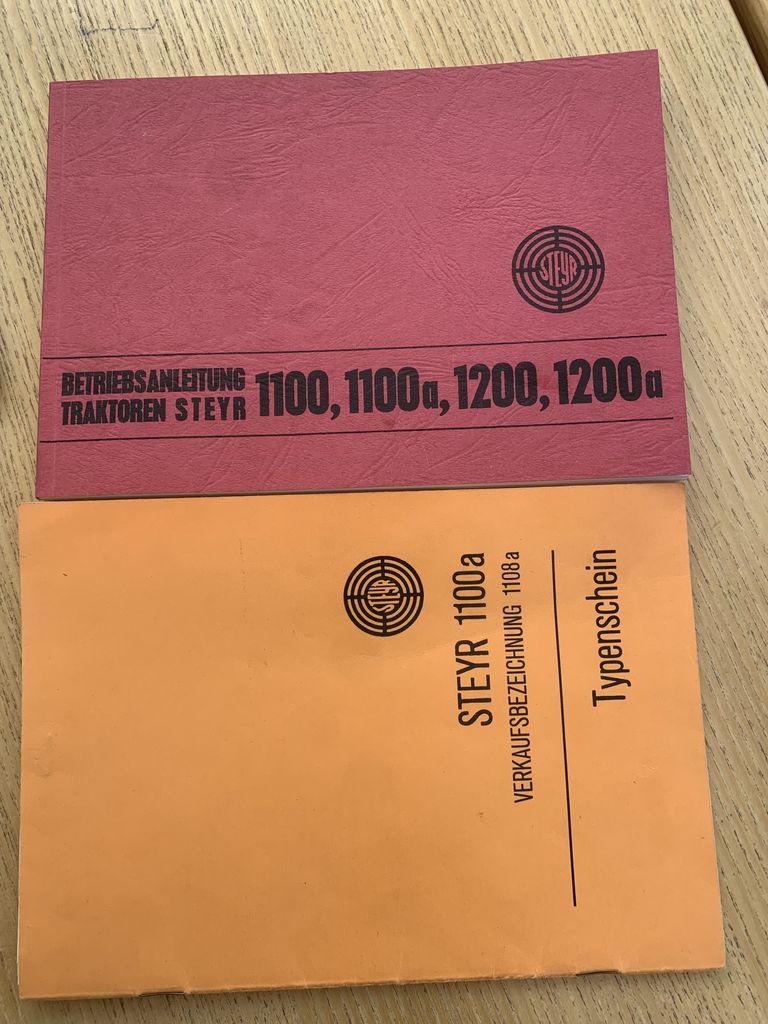 STEYR
BETRIEBSANLEITUNG
TRAKTOREN STEYR
1100, 1100a, 1200, 1200a
STEYR
STEYR 1100a
VERKAUFSBEZEICHNUNG 1108a
Typenschein